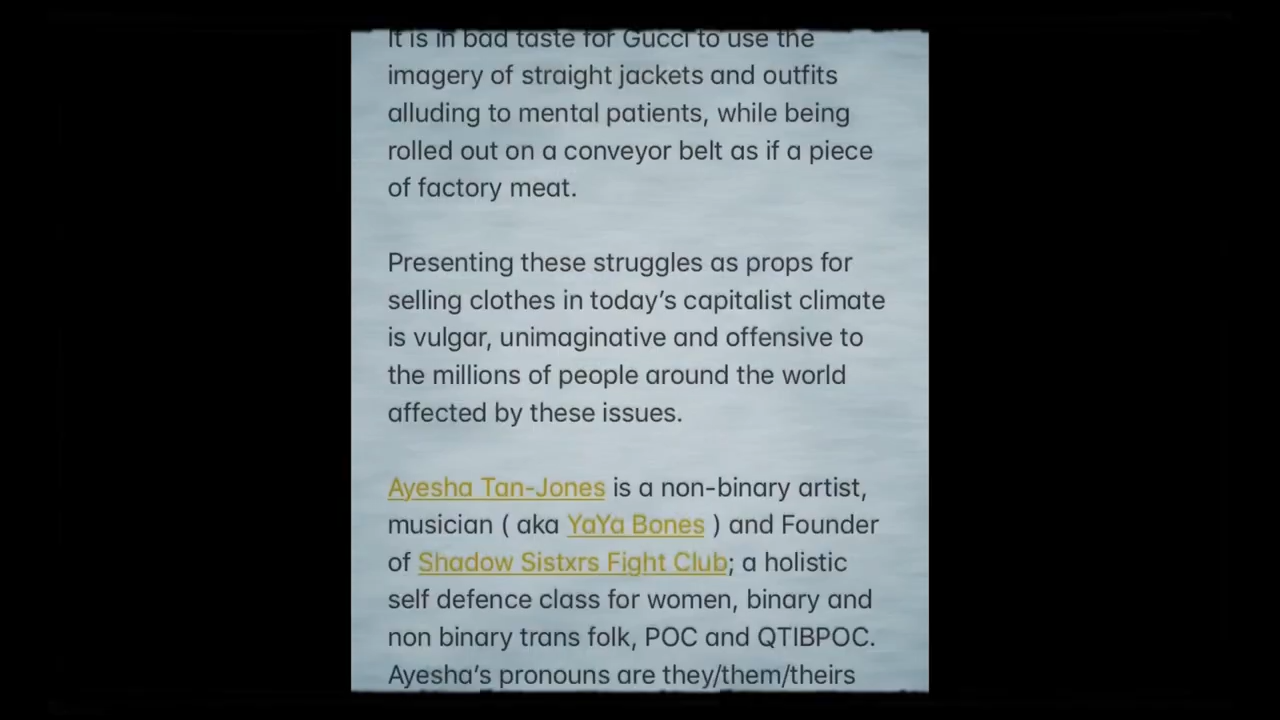 It is in bad taste for Gucci to use the
imagery of straight jackets and outfits
alluding to mental patients, while being
rolled out on a conveyor belt as if a piece
of factory meat.
Presenting these struggles as props for
selling clothes in today's capitalist climate
is vulgar, unimaginative and offensive to
the millions of people around the world
affected by these issues.
Ayesha Tan-Jones is a non-binary artist,
musician ( aka YaYa Bones ) and Founder
of Shadow Sistxrs Fight Club; a holistic
self defence class for women, binary and
non binary trans folk, POC and QTIBPOC.
Ayesha's pronouns are they/them/theirs